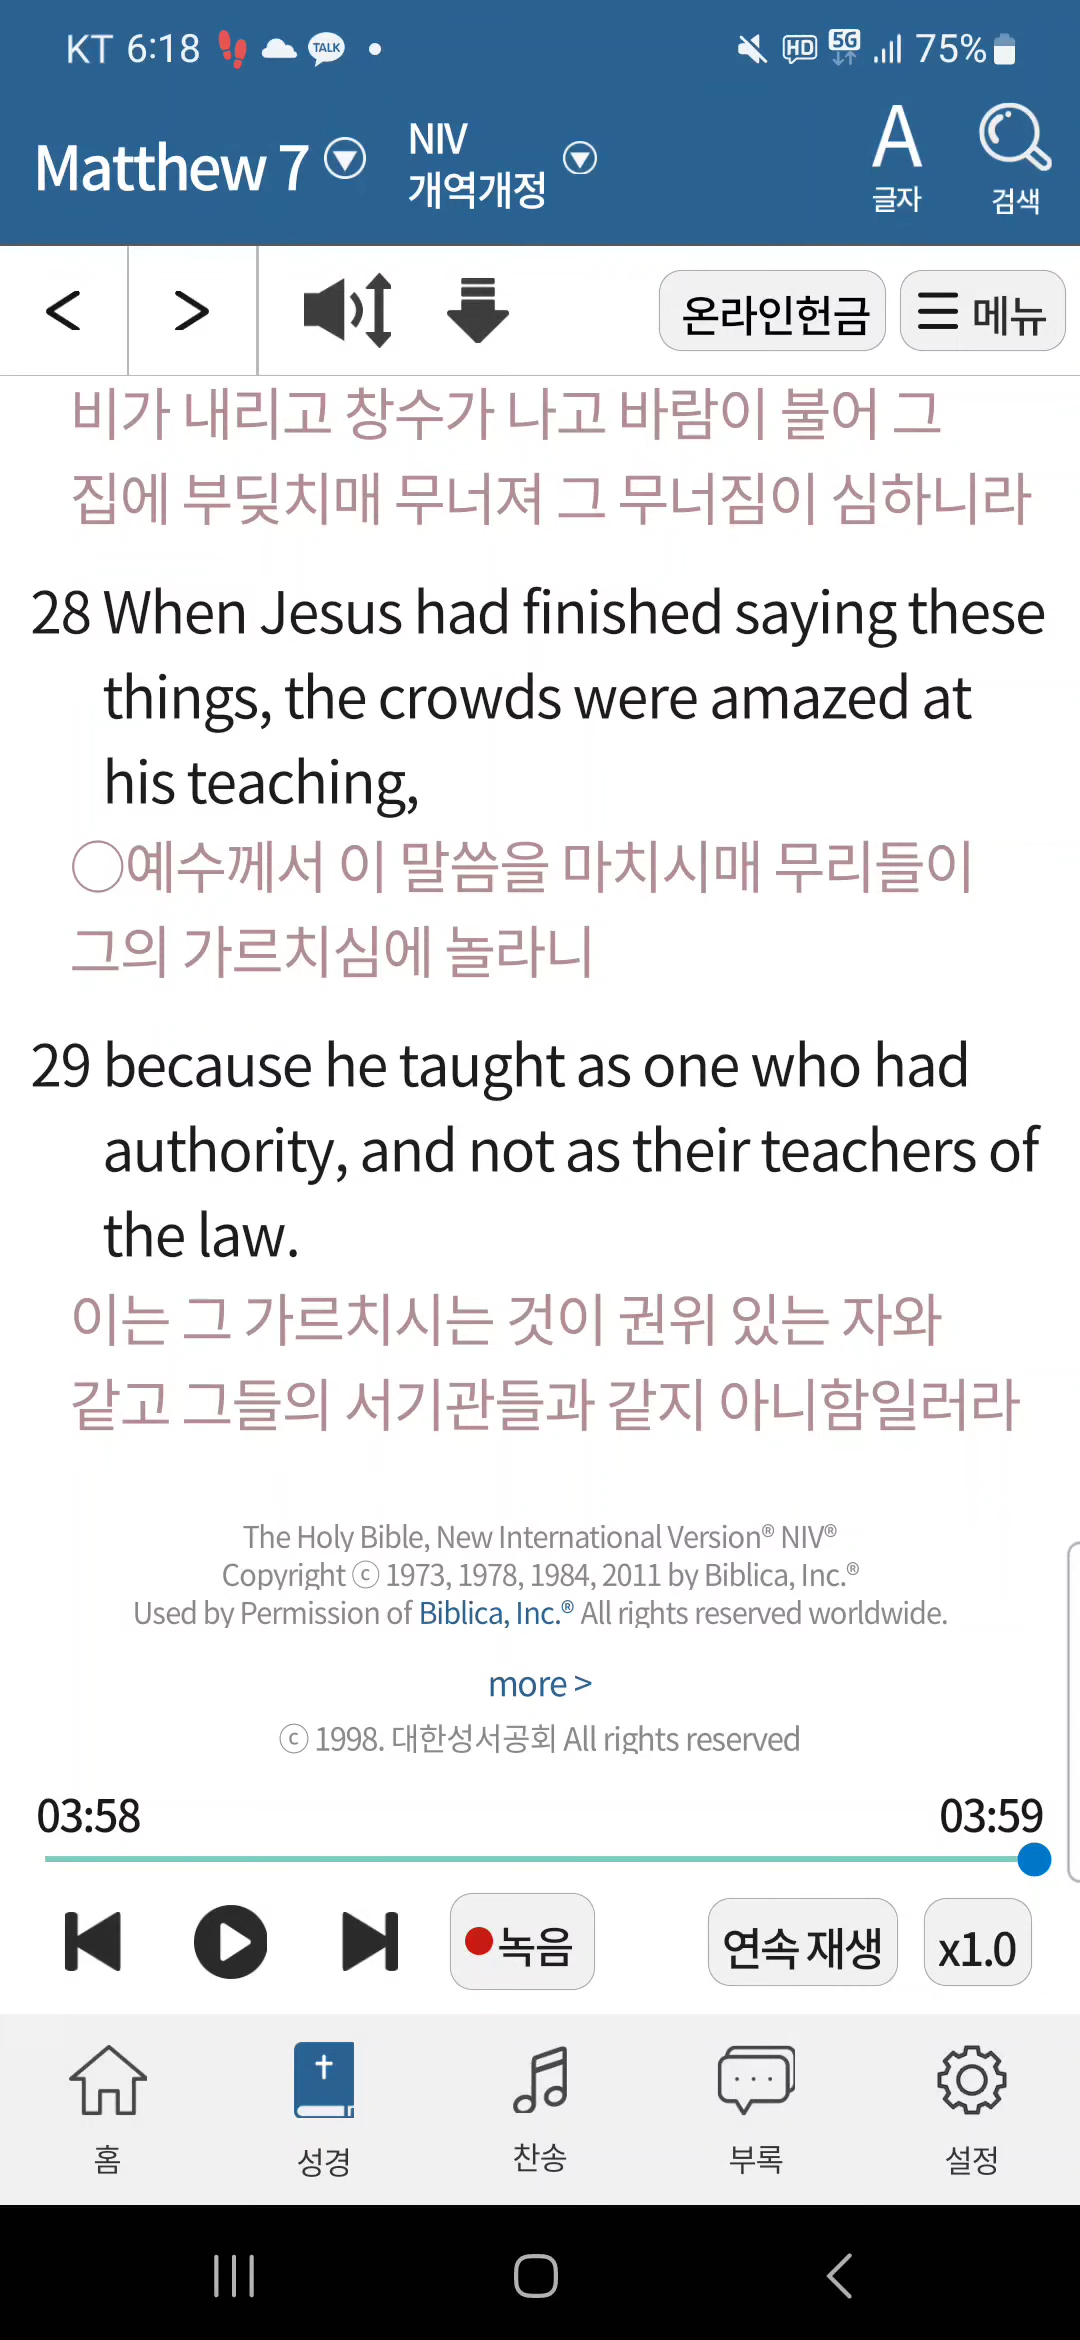 KT 6:18 TALK HD 5G 75%
Matthew 7 NIV 개역개정 글자 검색
< > 온라인헌금 메뉴
비가 내리고 창수가 나고 바람이 불어 그
집에 부딪치매 무너져 그 무너짐이 심하니라
28 When Jesus had finished saying these
things, the crowds were amazed at
his teaching,
◯예수께서 이 말씀을 마치시매 무리들이
그의 가르치심에 놀라니
29 because he taught as one who had
authority, and not as their teachers of
the law.
이는 그 가르치시는 것이 권위 있는 자와
같고 그들의 서기관들과 같지 아니함일러라
The Holy Bible, New International Version® NIV®
Copyright ⓒ 1973, 1978, 1984, 2011 by Biblica, Inc.®
Used by Permission of Biblica, Inc.® All rights reserved worldwide.
more >
ⓒ 1998. 대한성서공회 All rights reserved
03:58 03:59
녹음 연속 재생 x1.0
홈 성경 찬송 부록 설정